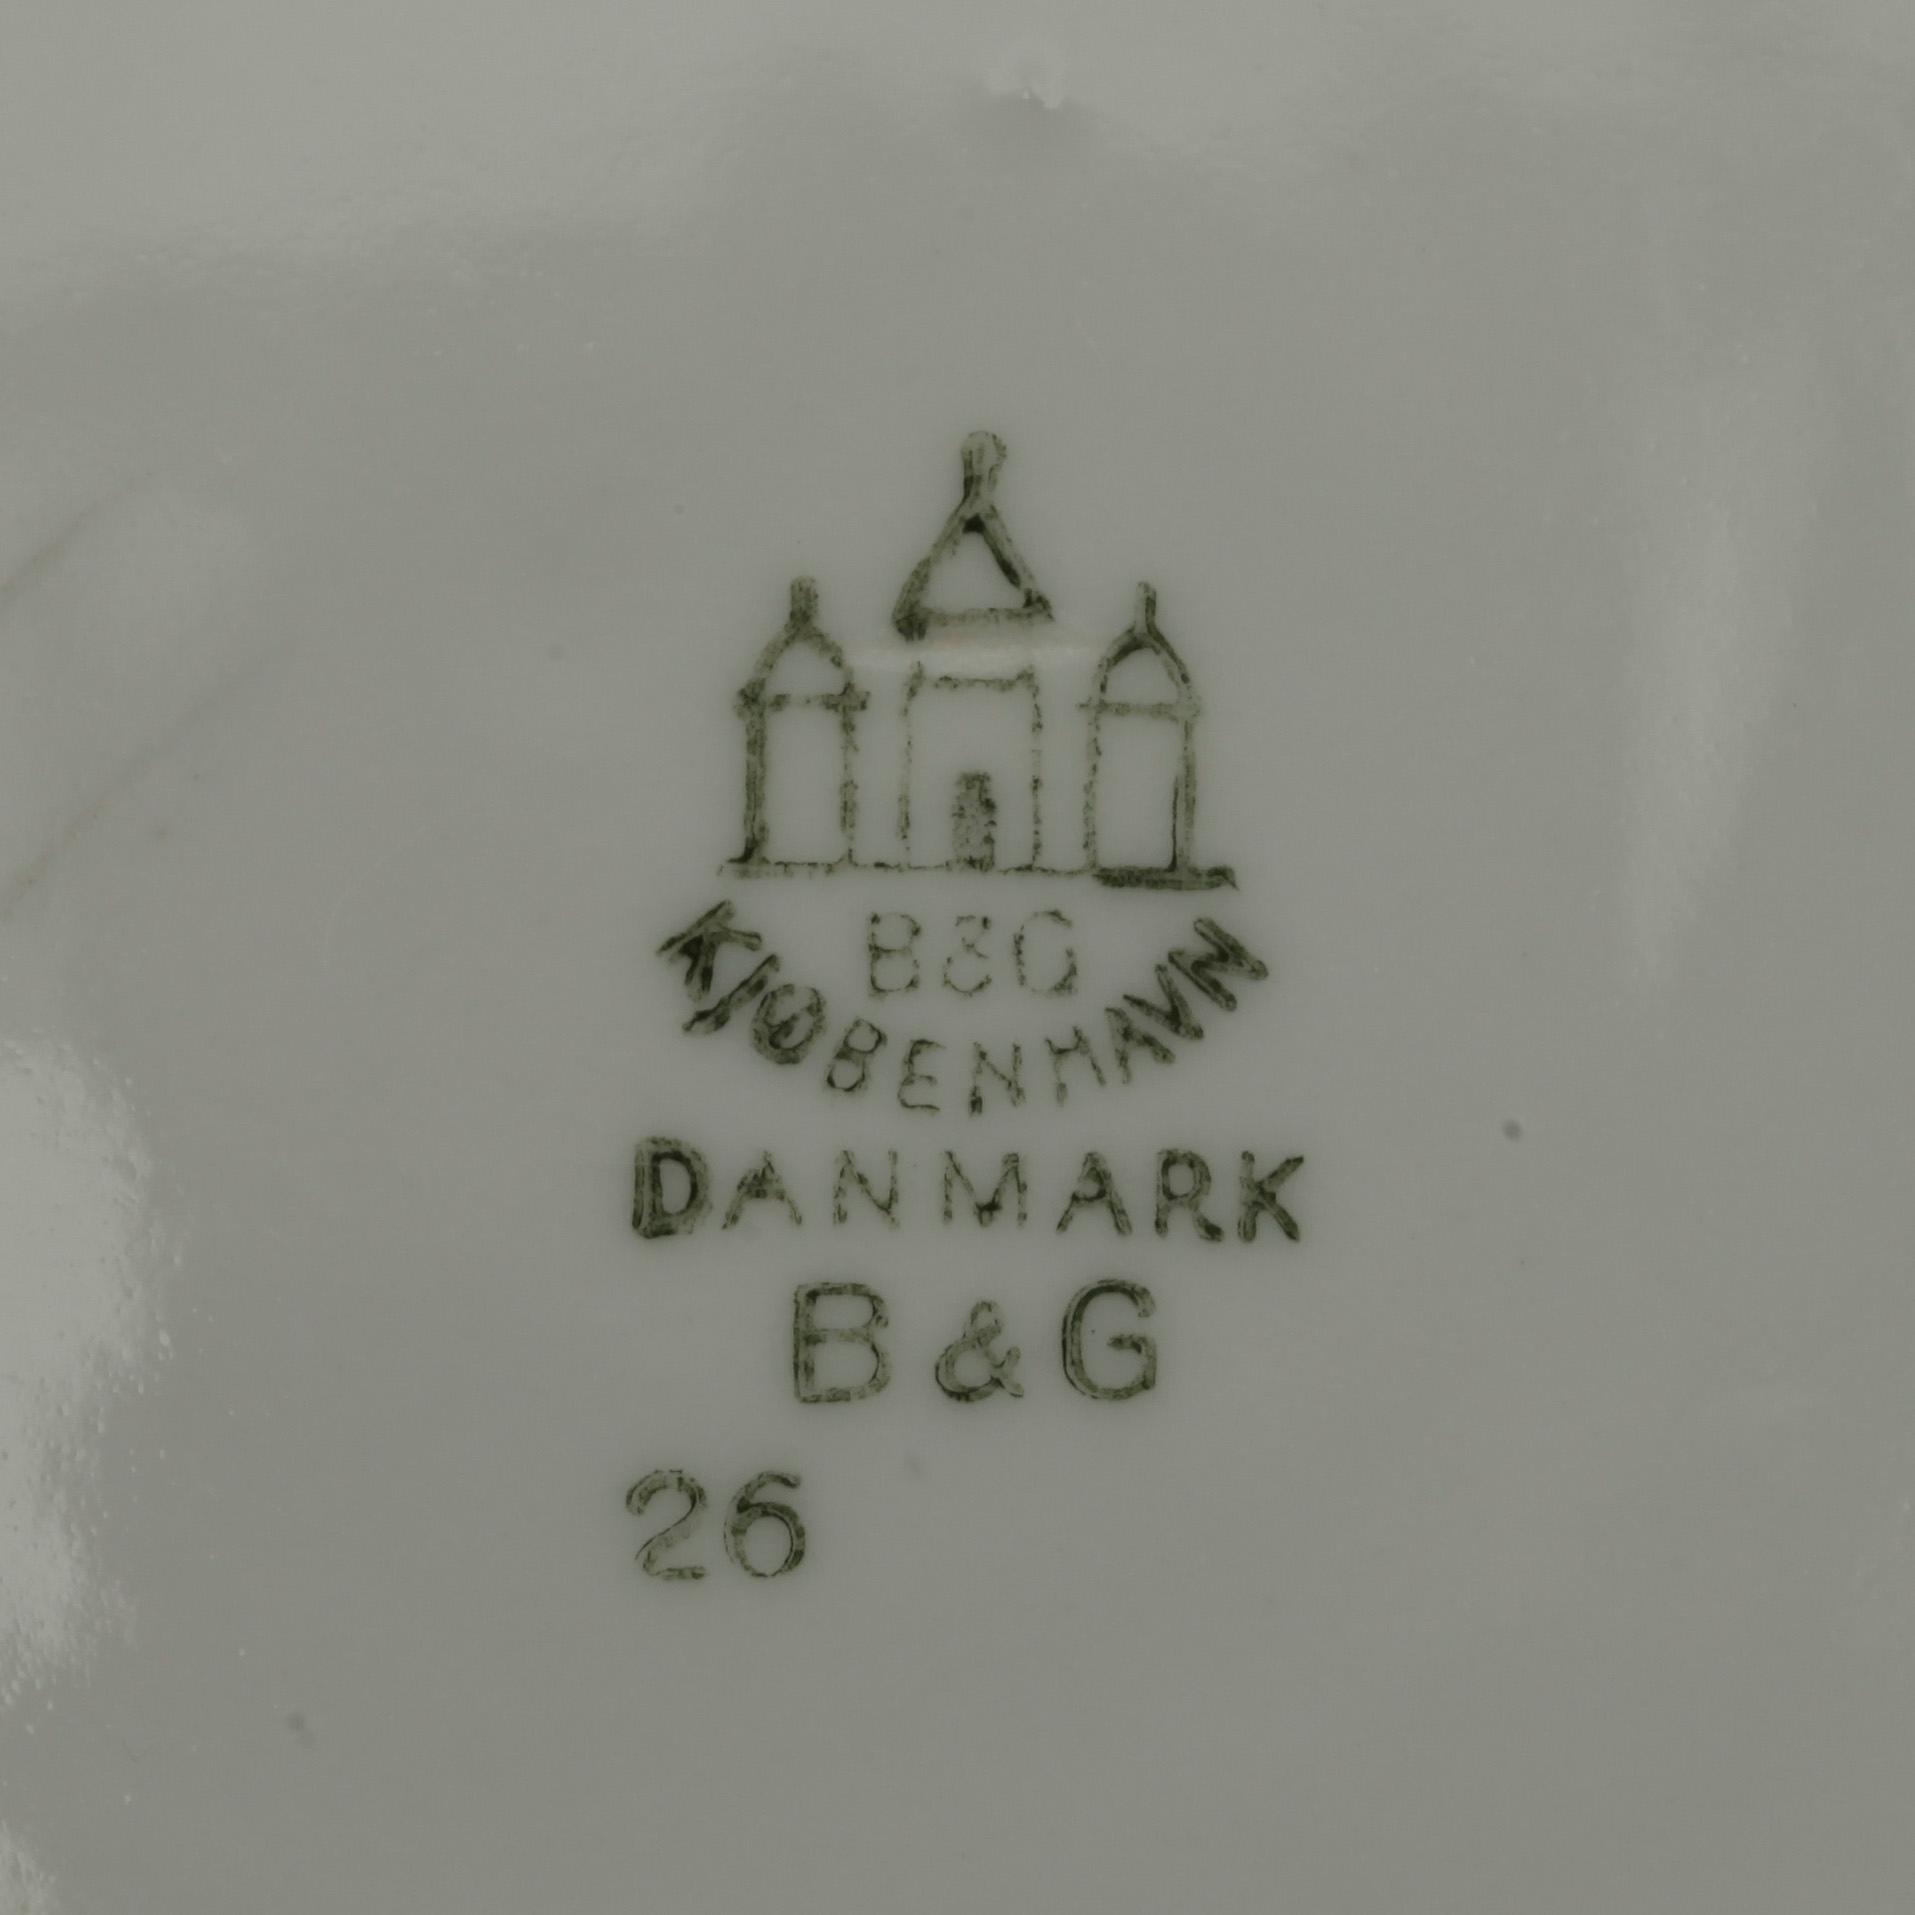 B&G
KJØBENHAVN
DANMARK
B & G
26